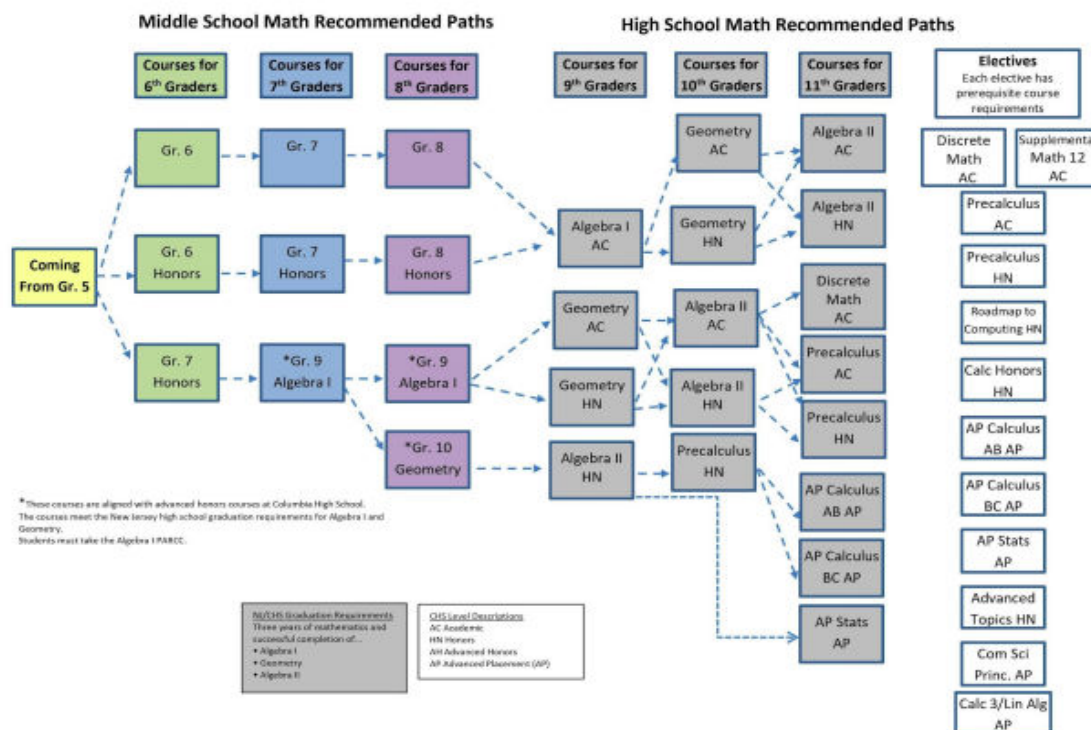 Middle School Math Recommended Paths
High School Math Recommended Paths
Courses for
6th Graders
Courses for
7th Graders
Courses for
8th Graders
Courses for
9th Graders
Courses for
10th Graders
Courses for
11th Graders
Electives
Each elective has
prerequisite course
requirements
Coming
From Gr. 5
Gr. 6
Gr. 7
Gr. 8
Gr. 6
Honors
Gr. 7
Honors
Gr. 8
Honors
Gr. 7
Honors
*Gr. 9
Algebra I
*Gr. 9
Algebra I
*Gr. 10
Geometry
Algebra I
AC
Geometry
AC
Geometry
HN
Algebra II
HN
Geometry
AC
Geometry
HN
Algebra II
AC
Algebra II
HN
Precalculus
HN
Algebra II
AC
Algebra II
HN
Discrete
Math
AC
Precalculus
AC
Precalculus
HN
AP Calculus
AB AP
AP Calculus
BC AP
AP Stats
AP
Discrete
Math
AC
Supplementa
Math 12
AC
Precalculus
AC
Precalculus
HN
Roadmap to
Computing HN
Calc Honors
HN
AP Calculus
AB AP
AP Calculus
BC AP
AP Stats
AP
Advanced
Topics HN
Com Sci
Princ. AP
Calc 3/Lin Alg
AP
*These courses are aligned with advanced honors courses at Columbia High School.
The courses meet the New Jersey high school graduation requirements for Algebra I and
Geometry.
Students must take the Algebra I PARCC.
NJ/CHS Graduation Requirements
Three years of mathematics and
successful completion of...
• Algebra I
• Geometry
• Algebra II
CHS Level Descriptions
AC Academic
HN Honors
AH Advanced Honors
AP Advanced Placement (AP)